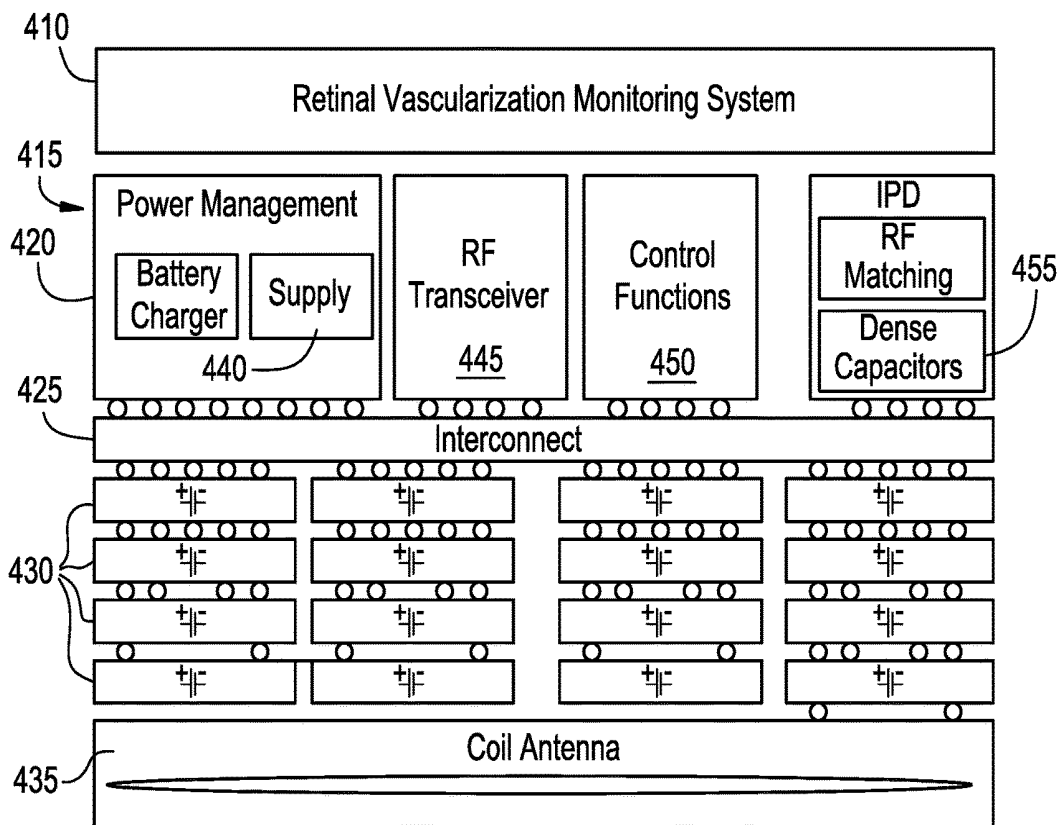 410
Retinal Vascularization Monitoring System
415
420
Power Management
Battery
Charger
Supply
440
RF
Transceiver
445
Control
Functions
450
IPD
RF
Matching
Dense
Capacitors
455
425
Interconnect
+ -
+ -
+ -
+ -
+ -
+ -
+ -
+ -
430
+ -
+ -
+ -
+ -
+ -
+ -
+ -
+ -
Coil Antenna
435